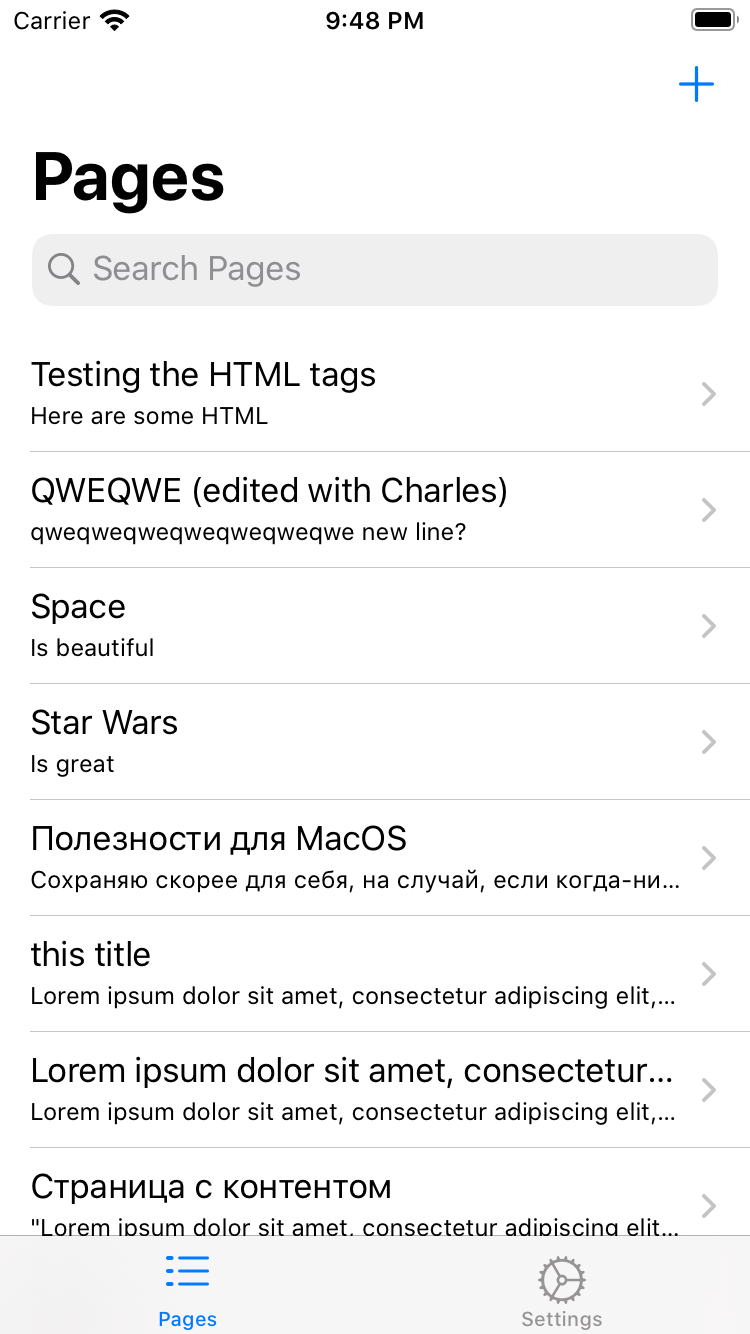 Carrier 9:48 PM
Pages
Search Pages
Testing the HTML tags
Here are some HTML
QWEQWE (edited with Charles)
qweqweqweqweqweqweqwe new line?
Space
Is beautiful
Star Wars
Is great
Полезности для MacOS
Сохраняю скорее для себя, на случай, если когда-ни...
this title
Lorem ipsum dolor sit amet, consectetur adipiscing elit,...
Lorem ipsum dolor sit amet, consectetur...
Lorem ipsum dolor sit amet, consectetur adipiscing elit,...
Страница с контентом
"Lorem ipsum dolor sit amet, consectetur adipiscing elit...
Pages Settings